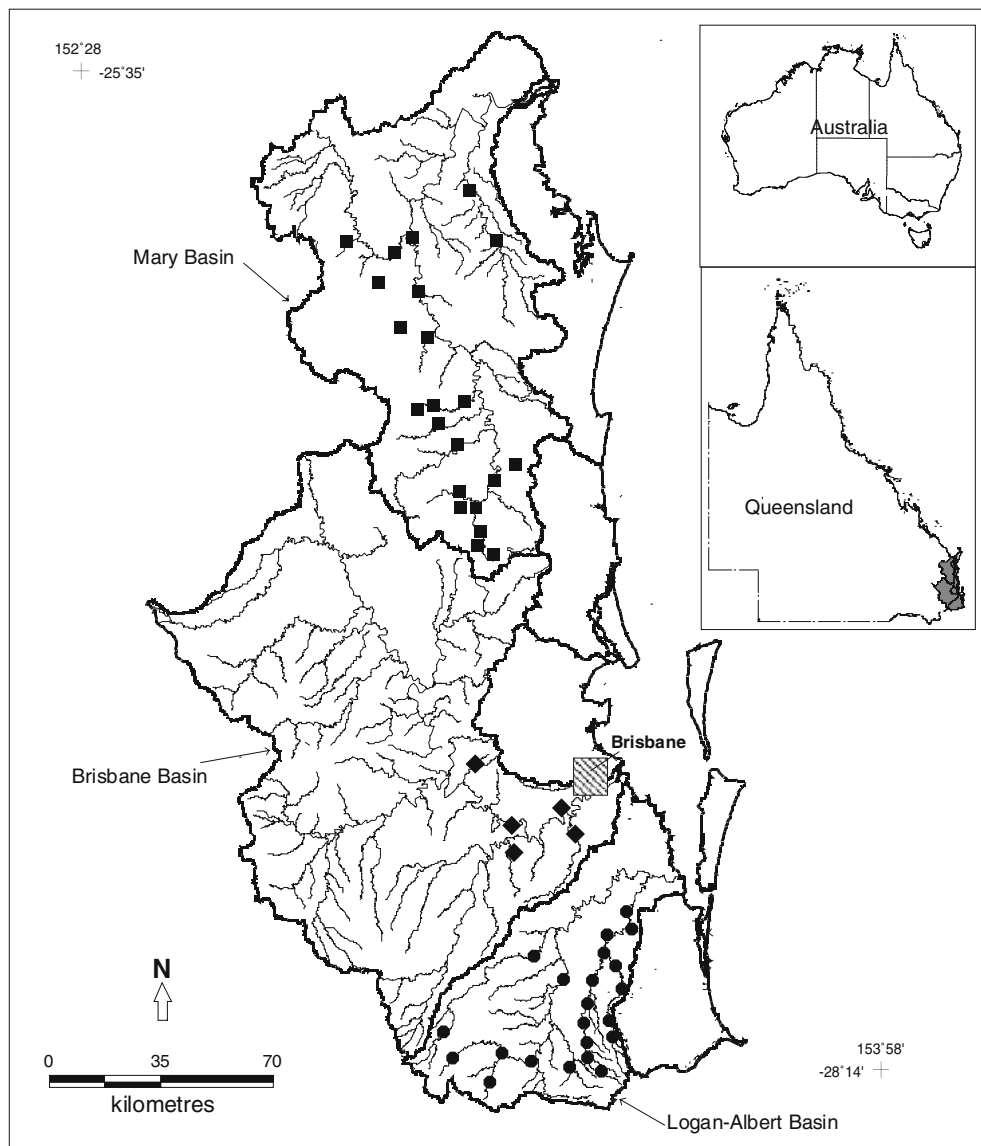 152°28
-25°35'
Australia
Mary Basin
Queensland
Brisbane
Brisbane Basin
N
0 35 70
kilometres
153°58'
-28°14'
Logan-Albert Basin